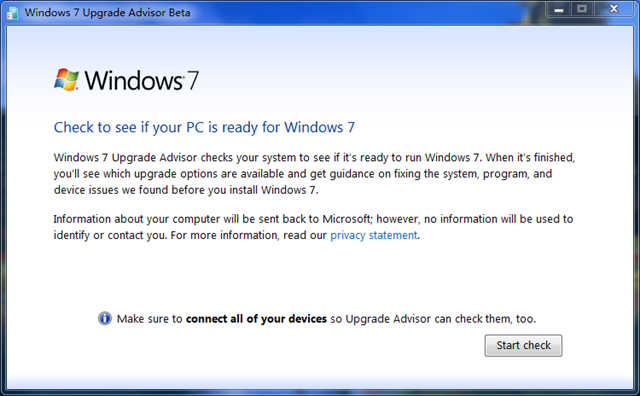 Windows 7 Upgrade Advisor Beta
Windows 7
Check to see if your PC is ready for Windows 7
Windows 7 Upgrade Advisor checks your system to see if it's ready to run Windows 7. When it's finished,
you'll see which upgrade options are available and get guidance on fixing the system, program, and
device issues we found before you install Windows 7.
Information about your computer will be sent back to Microsoft; however, no information will be used to
identify or contact you. For more information, read our privacy statement.
Make sure to connect all of your devices so Upgrade Advisor can check them, too.
Start check